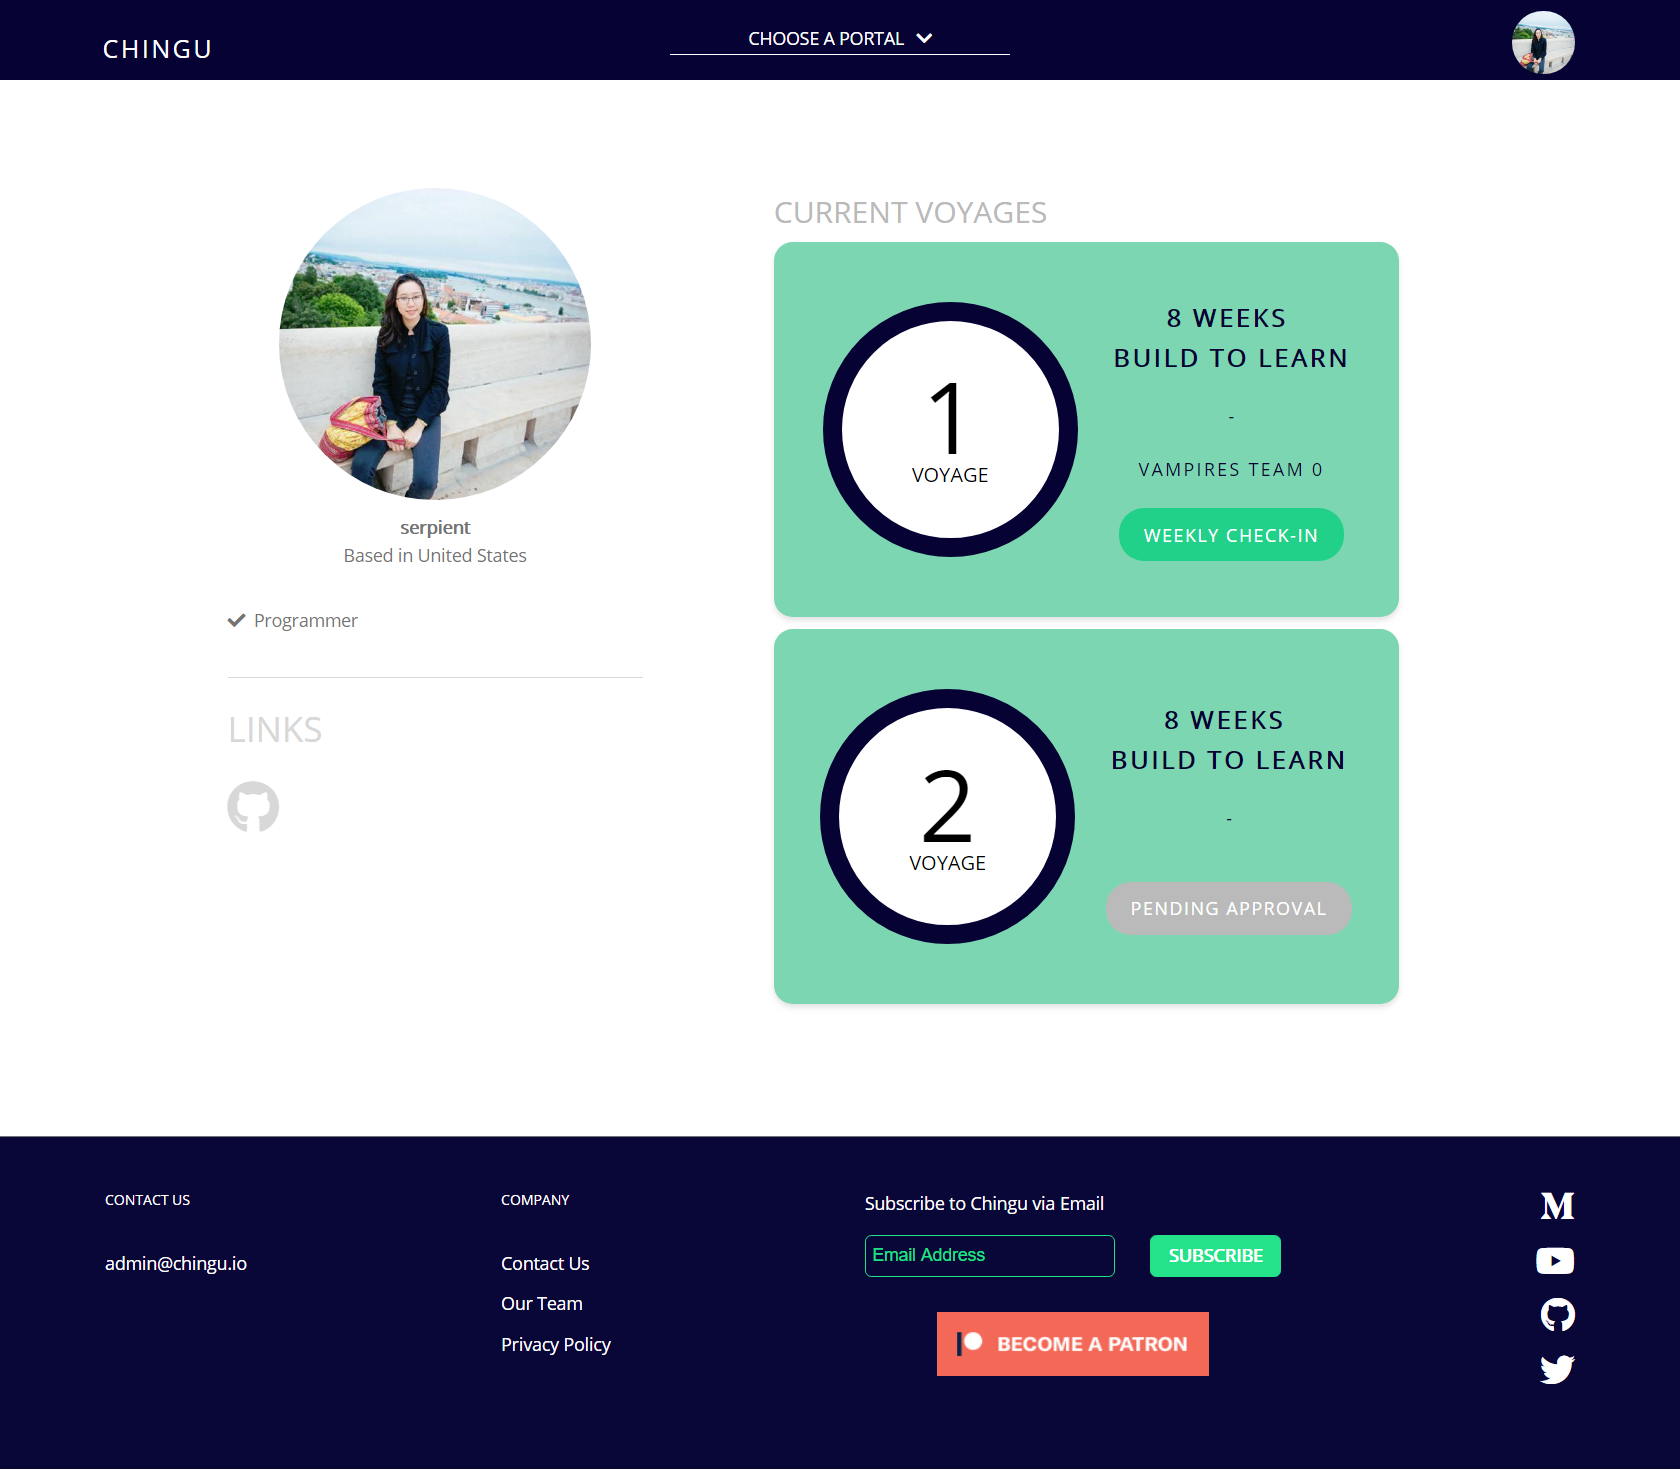 CHINGU
CHOOSE A PORTAL
serpient
Based in United States
Programmer
LINKS
CURRENT VOYAGES
1
VOYAGE
8 WEEKS
BUILD TO LEARN
-
VAMPIRES TEAM 0
WEEKLY CHECK-IN
2
VOYAGE
8 WEEKS
BUILD TO LEARN
-
PENDING APPROVAL
CONTACT US
admin@chingu.io
COMPANY
Contact Us
Our Team
Privacy Policy
Subscribe to Chingu via Email
Email Address
SUBSCRIBE
BECOME A PATRON